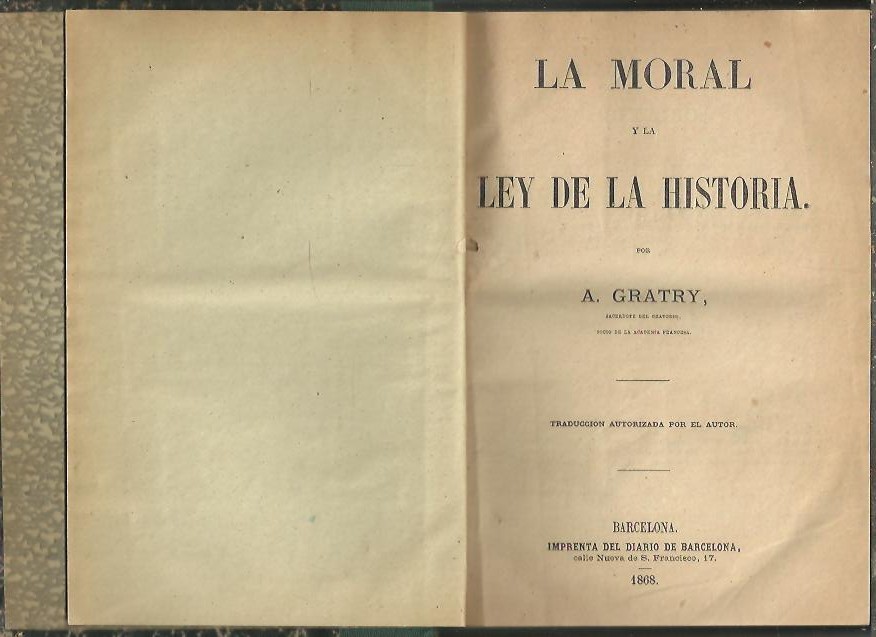 LA MORAL
Y LA
LEY DE LA HISTORIA.
POR
A. GRATRY,
SACERDOTE DEL ORATORIO,
SOCIO DE LA ACADEMIA FRANCESA.
TRADUCCION AUTORIZADA POR EL AUTOR.
BARCELONA.
IMPRENTA DEL DIARIO DE BARCELONA,
calle Nueva de S. Francisco, 17.
1868.